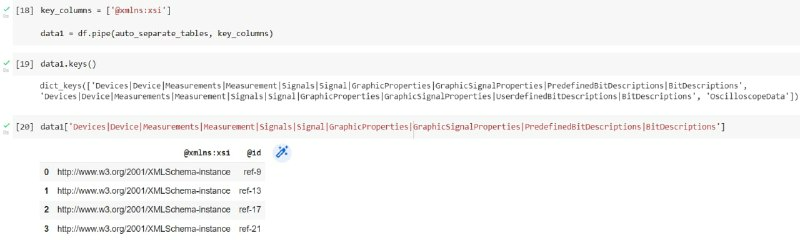 [18] key_columns = ['@xmlns:xsi']
data1 = df.pipe(auto_separate_tables, key_columns)
[19] data1.keys()
dict_keys(['Devices|Device|Measurements|Measurement|Signals|Signal|GraphicProperties|GraphicSignalProperties|PredefinedBitDescriptions|BitDescriptions',
'Devices|Device|Measurements|Measurement|Signals|Signal|GraphicProperties|GraphicSignalProperties|UserdefinedBitDescriptions|BitDescriptions', 'OscilloscopeData'])
[20] data1['Devices|Device|Measurements|Measurement|Signals|Signal|GraphicProperties|GraphicSignalProperties|PredefinedBitDescriptions|BitDescriptions']
@xmlns:xsi @id
0 http://www.w3.org/2001/XMLSchema-instance ref-9
1 http://www.w3.org/2001/XMLSchema-instance ref-13
2 http://www.w3.org/2001/XMLSchema-instance ref-17
3 http://www.w3.org/2001/XMLSchema-instance ref-21